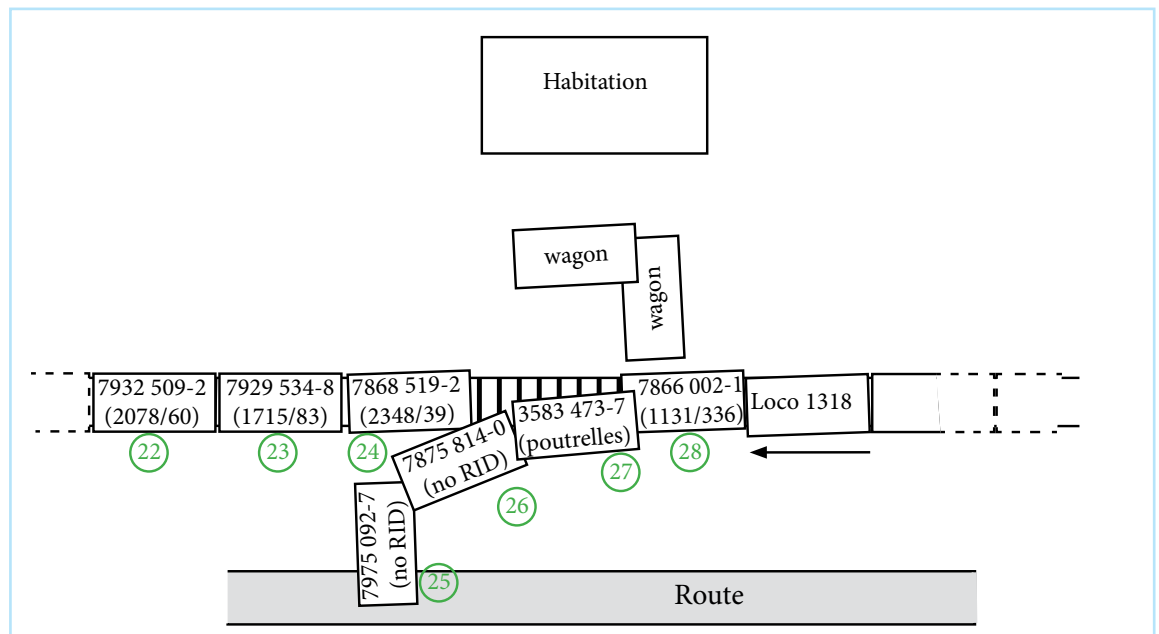 Habitation
wagon
wagon
7932 509-2
(2078/60)
7929 534-8
(1715/83)
7868 519-2
(2348/39)
7875 814-0
(no RID)
3583 473-7
(poutrelles)
7866 002-1
(1131/336)
Loco 1318
22
23
24
26
27
28
7975 092-7
(no RID)
25
Route